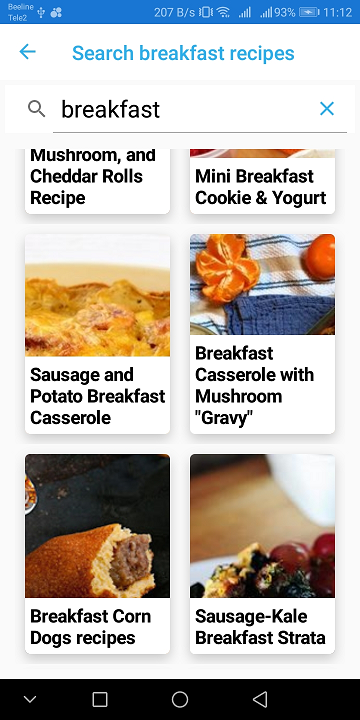 Beeline
Tele2
207 B/s
93%
11:12
Search breakfast recipes
breakfast
Mushroom, and
Cheddar Rolls
Recipe
Mini Breakfast
Cookie & Yogurt
Sausage and
Potato Breakfast
Casserole
Breakfast
Casserole with
Mushroom
"Gravy"
Breakfast Corn
Dogs recipes
Sausage-Kale
Breakfast Strata